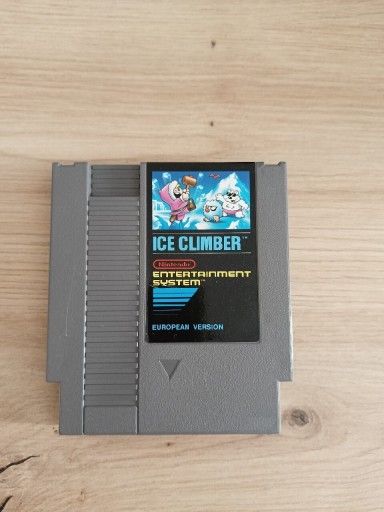 ICE CLIMBER™
Nintendo
ENTERTAINMENT
SYSTEM™
EUROPEAN VERSION